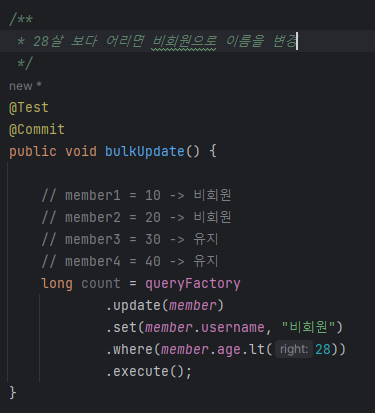 /**
* 28살 보다 어리면 비회원으로 이름을 변경
*/
new *
@Test
@Commit
public void bulkUpdate() {
// member1 = 10 -> 비회원
// member2 = 20 -> 비회원
// member3 = 30 -> 유지
// member4 = 40 -> 유지
long count = queryFactory
.update(member)
.set(member.username, "비회원")
.where(member.age.lt( right: 28))
.execute();
}